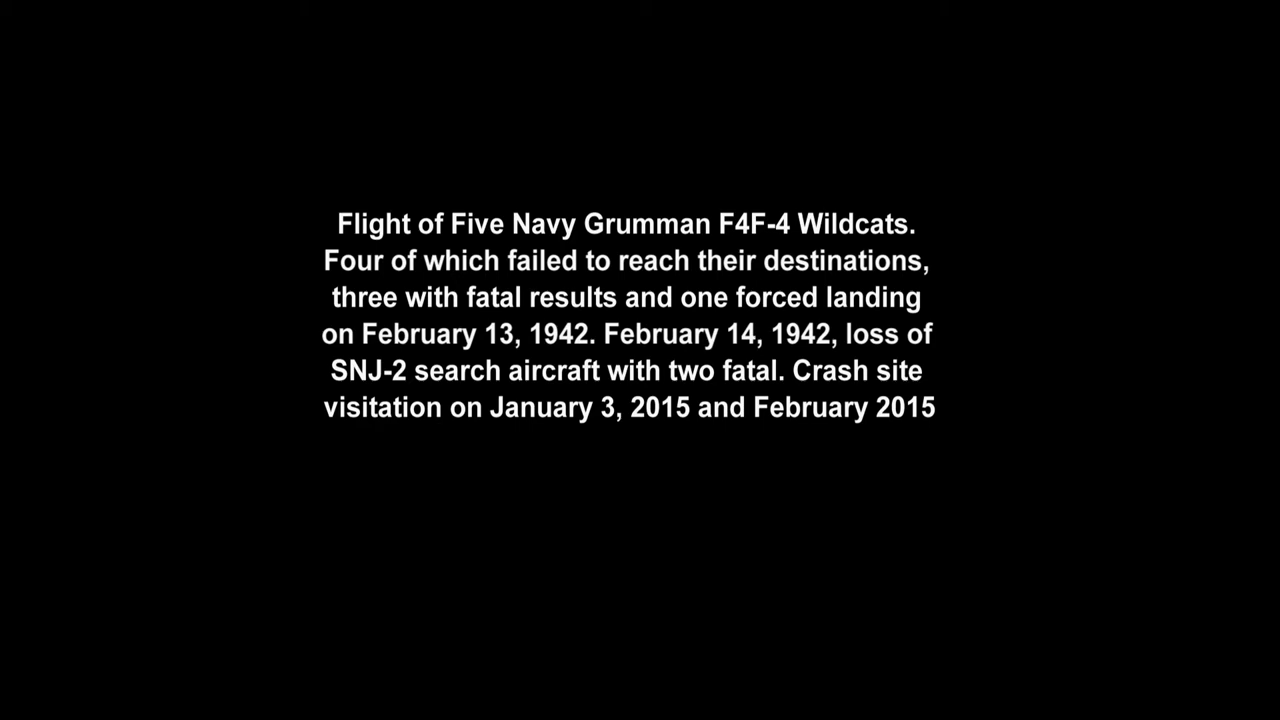 Flight of Five Navy Grumman F4F-4 Wildcats.
Four of which failed to reach their destinations,
three with fatal results and one forced landing
on February 13, 1942. February 14, 1942, loss of
SNJ-2 search aircraft with two fatal. Crash site
visitation on January 3, 2015 and February 2015